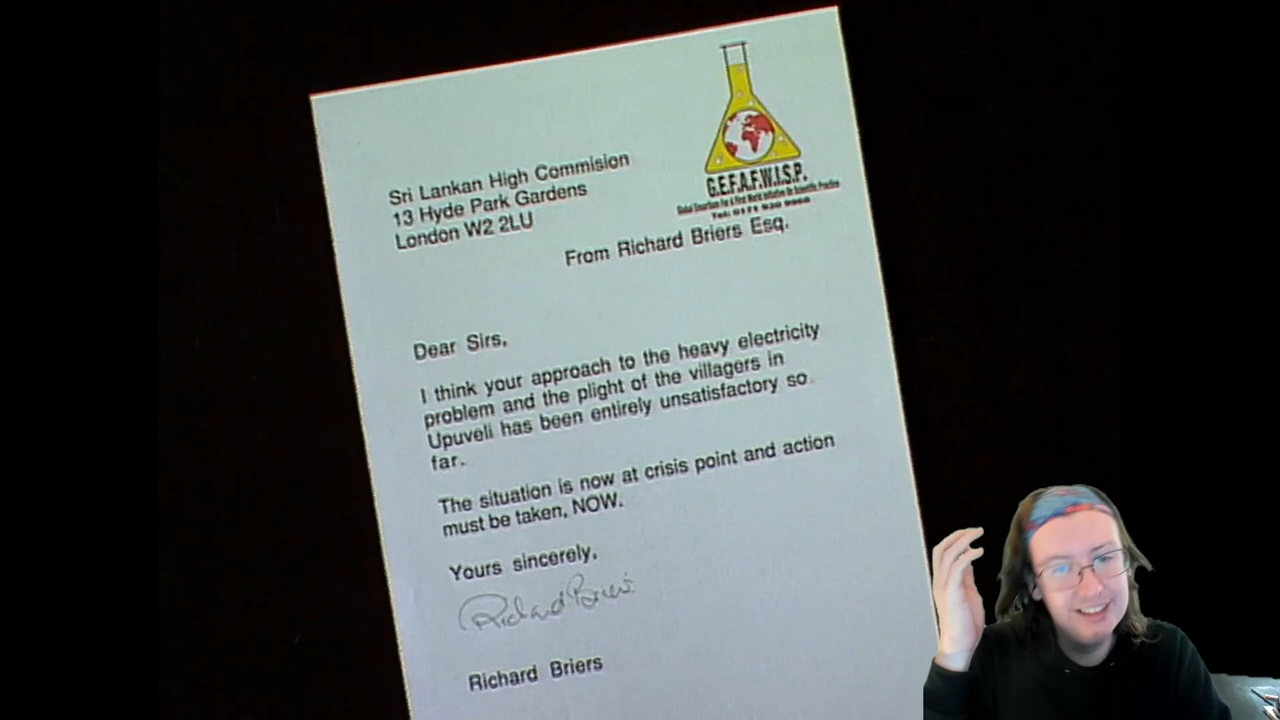 Sri Lankan High Commision
13 Hyde Park Gardens
London W2 2LU
G.E.F.A.F.W.I.S.P.
From Richard Briers Esq.
Dear Sirs,
I think your approach to the heavy electricity
problem and the plight of the villagers in
Upuveli has been entirely unsatisfactory so
far.
The situation is now at crisis point and action
must be taken, NOW.
Yours sincerely,
Richard Briers
Richard Briers